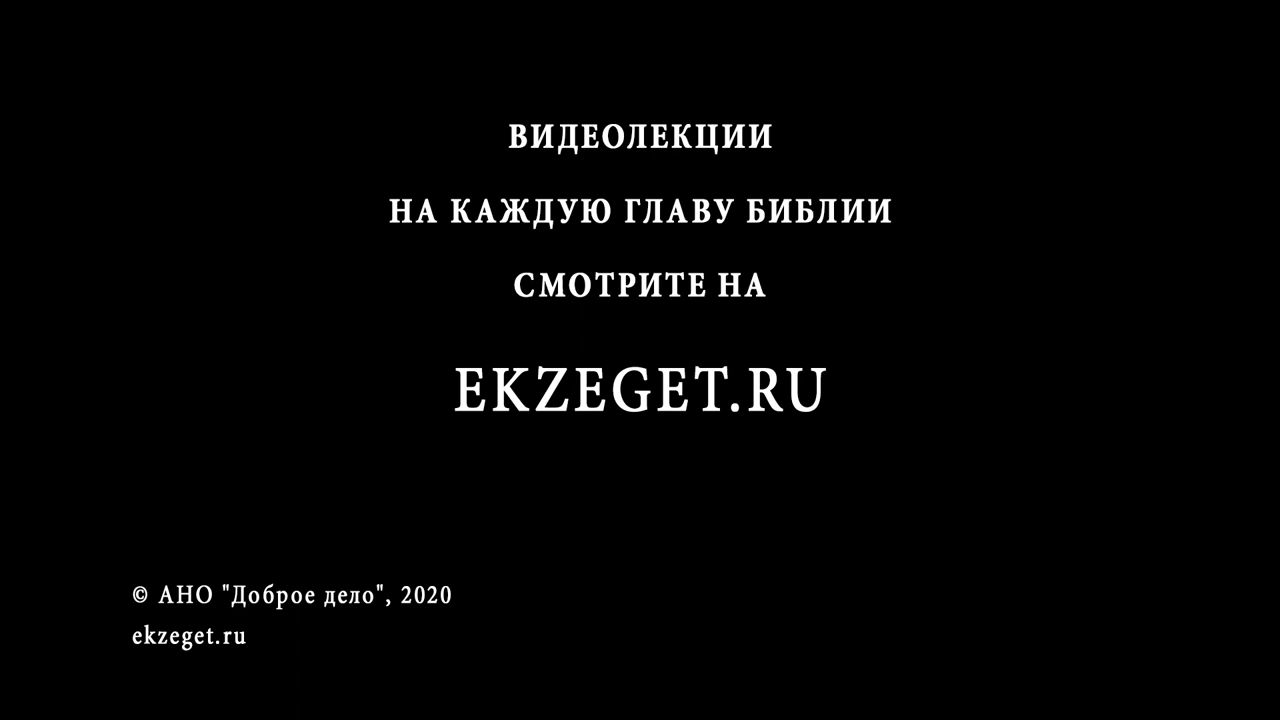 ВИДЕОЛЕКЦИИ
НА КАЖДУЮ ГЛАВУ БИБЛИИ
СМОТРИТЕ НА
EKZEGET.RU
© АНО "Доброе дело", 2020
ekzeget.ru